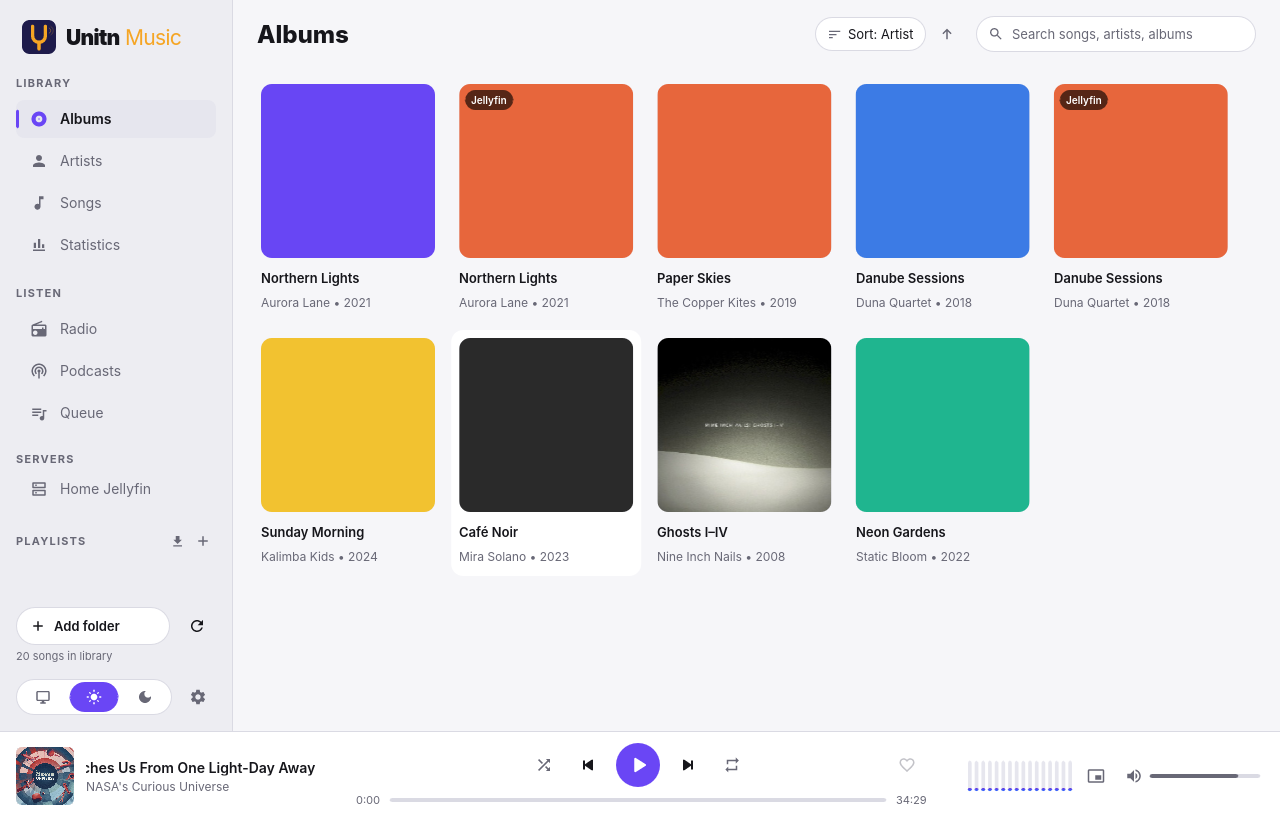 Unitn Music
LIBRARY
Albums
Artists
Songs
Statistics
LISTEN
Radio
Podcasts
Queue
SERVERS
Home Jellyfin
PLAYLISTS
Add folder
20 songs in library
Albums
Sort: Artist
Search songs, artists, albums
Northern Lights
Aurora Lane • 2021
Jellyfin
Northern Lights
Aurora Lane • 2021
Paper Skies
The Copper Kites • 2019
Danube Sessions
Duna Quartet • 2018
Jellyfin
Danube Sessions
Duna Quartet • 2018
Sunday Morning
Kalimba Kids • 2024
Café Noir
Mira Solano • 2023
Ghosts I–IV
Nine Inch Nails • 2008
Neon Gardens
Static Bloom • 2022
ches Us From One Light-Day Away
NASA's Curious Universe
0:00
34:29